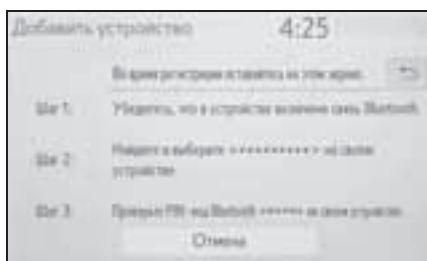 Добавить устройство 4:25
Во время регистрации оставайтесь на этом экране.
Шаг 1: Убедитесь, что в устройстве включена связь Bluetooth.
Шаг 2: Найдите и выберите *********** на своем
устройстве.
Шаг 3: Проверьте PIN-код Bluetooth ****** на своем устройстве.
Отмена